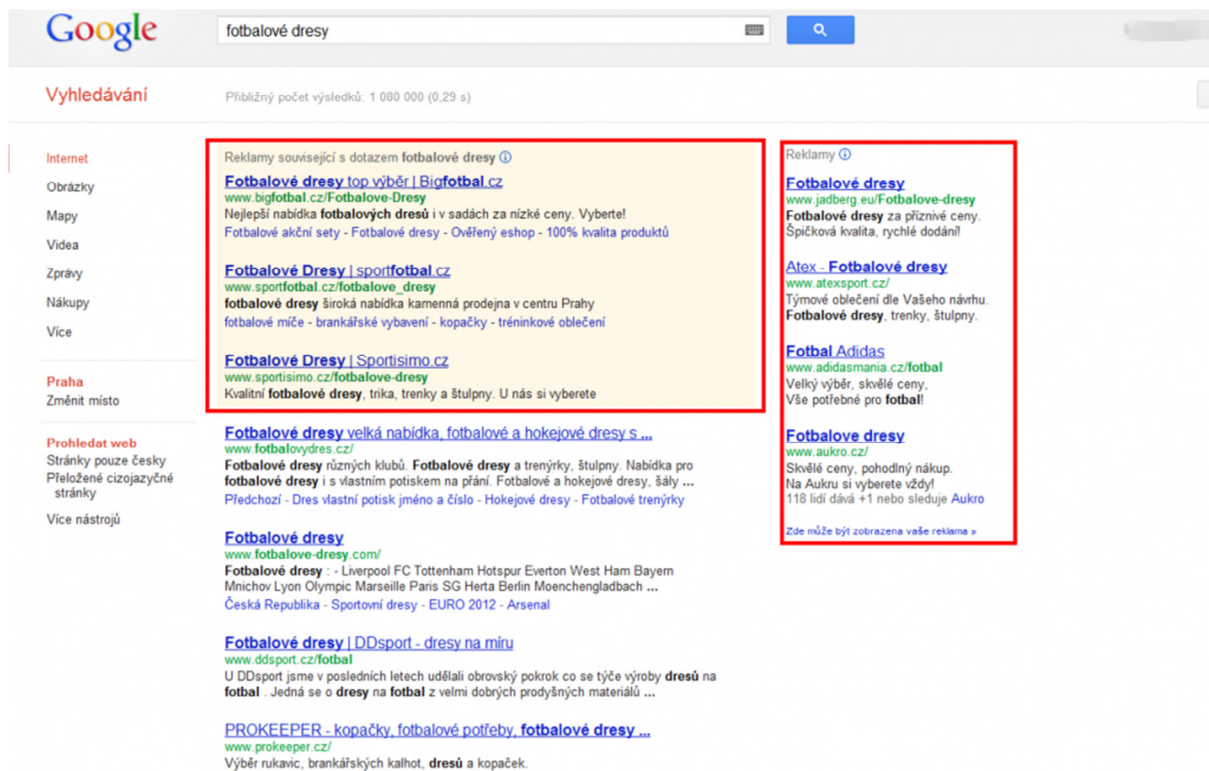 Google
fotbalové dresy
Vyhledávání
Přibližný počet výsledků: 1 080 000 (0,29 s)
Internet
Obrázky
Mapy
Videa
Zprávy
Nákupy
Více
Praha
Změnit místo
Prohledat web
Stránky pouze česky
Přeložené cizojazyčné
stránky
Více nástrojů
Reklamy související s dotazem fotbalové dresy
Fotbalové dresy top výběr | Bigfotbal.cz
www.bigfotbal.cz/Fotbalove-Dresy
Nejlepší nabídka fotbalových dresů i v sadách za nízké ceny. Vyberte!
Fotbalové akční sety - Fotbalové dresy - Ověřený eshop - 100% kvalita produktů
Fotbalové Dresy | sportfotbal.cz
www.sportfotbal.cz/fotbalove_dresy
fotbalové dresy široká nabídka kamenná prodejna v centru Prahy
fotbalové míče - brankářské vybavení - kopačky - tréninkové oblečení
Fotbalové Dresy | Sportisimo.cz
www.sportisimo.cz/fotbalove-dresy
Kvalitní fotbalové dresy, trika, trenky a štulpny. U nás si vyberete
Fotbalové dresy velká nabídka, fotbalové a hokejové dresy s ...
www.fotbalovydres.cz/
Fotbalové dresy různých klubů. Fotbalové dresy a trenýrky, štulpny. Nabídka pro
fotbalové dresy i s vlastním potiskem na přání. Fotbalové a hokejové dresy, šály ...
Předchozí - Dres vlastní potisk jméno a číslo - Hokejové dresy - Fotbalové trenýrky
Fotbalové dresy
www.fotbalove-dresy.com/
Fotbalové dresy : - Liverpool FC Tottenham Hotspur Everton West Ham Bayern
Mnichov Lyon Olympic Marseille Paris SG Herta Berlin Moenchengladbach ...
Česká Republika - Sportovní dresy - EURO 2012 - Arsenal
Fotbalové dresy | DDsport - dresy na míru
www.ddsport.cz/fotbal
U DDsport jsme v posledních letech udělali obrovský pokrok co se týče výroby dresů na
fotbal . Jedná se o dresy na fotbal z velmi dobrých prodyšných materiálů ...
PROKEEPER - kopačky, fotbalové potřeby, fotbalové dresy ...
www.prokeeper.cz/
Výběr rukavic, brankářských kalhot, dresů a kopaček.
Reklamy
Fotbalové dresy
www.jadberg.eu/Fotbalove-dresy
Fotbalové dresy za příznivé ceny.
Špičková kvalita, rychlé dodání!
Atex - Fotbalové dresy
www.atexsport.cz/
Týmové oblečení dle Vašeho návrhu.
Fotbalové dresy, trenky, štulpny.
Fotbal Adidas
www.adidasmania.cz/fotbal
Velký výběr, skvělé ceny,
Vše potřebné pro fotbal!
Fotbalove dresy
www.aukro.cz/
Skvělé ceny, pohodlný nákup.
Na Aukru si vyberete vždy!
118 lidí dává +1 nebo sleduje Aukro
Zde může být zobrazena vaše reklama »